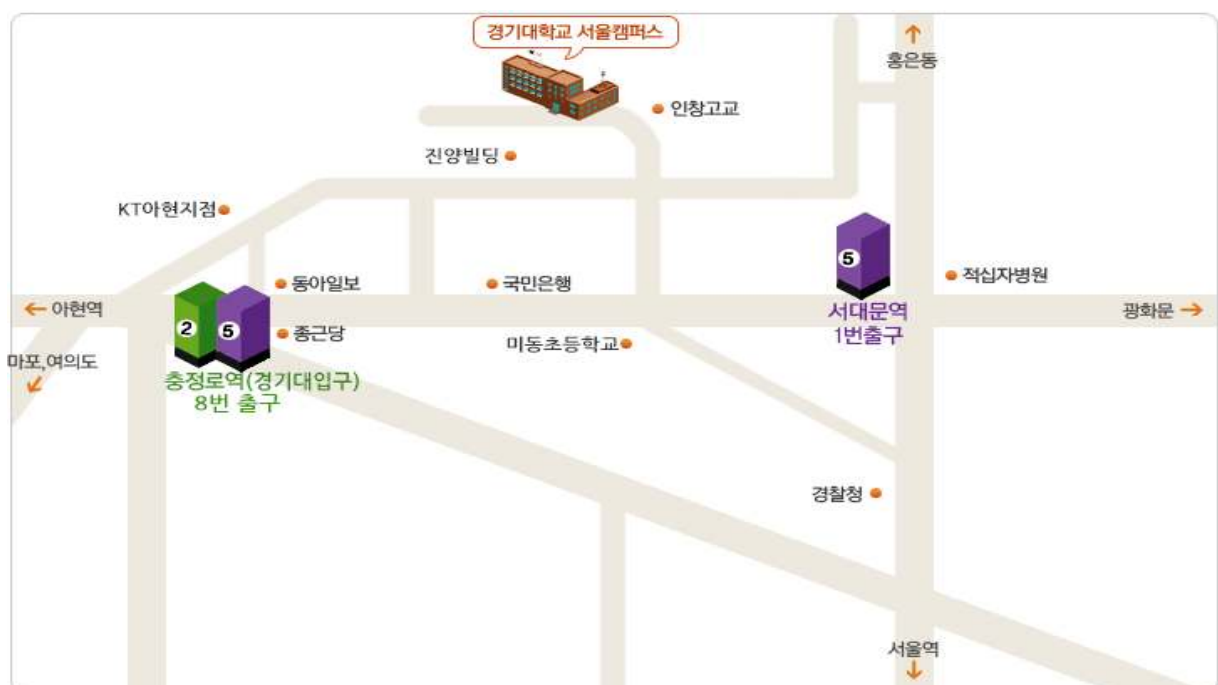 경기대학교 서울캠퍼스
홍은동
인창고교
진양빌딩
KT아현지점
5
적십자병원
동아일보
국민은행
아현역
서대문역
1번출구
광화문
2
5
종근당
미동초등학교
마포,여의도
충정로역(경기대입구)
8번 출구
경찰청
서울역